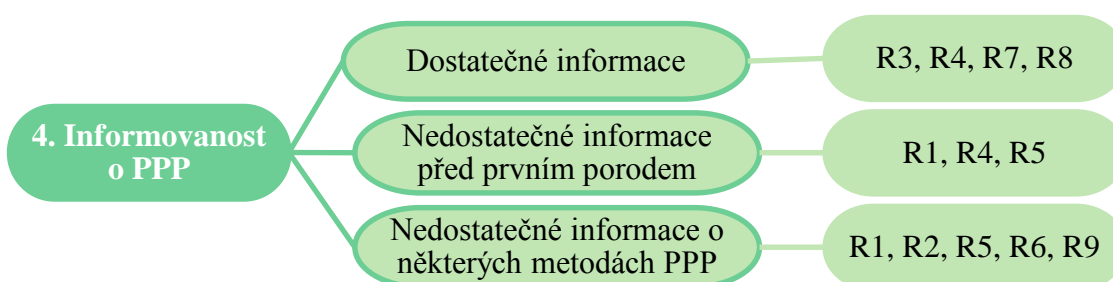 4. Informovanost
o PPP
Dostatečné informace
R3, R4, R7, R8
Nedostatečné informace
před prvním porodem
R1, R4, R5
Nedostatečné informace o
některých metodách PPP
R1, R2, R5, R6, R9